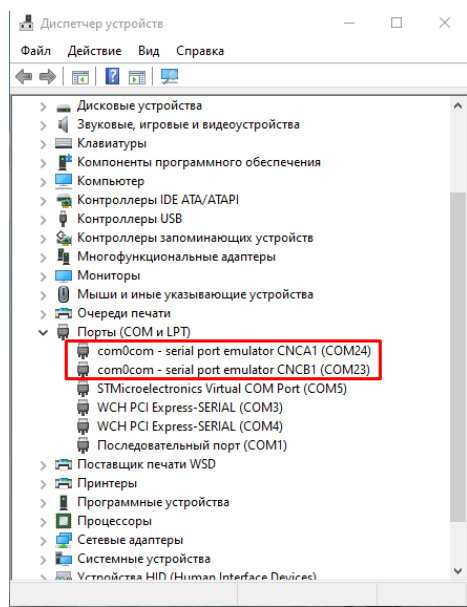 Диспетчер устройств
Файл Действие Вид Справка
Дисковые устройства
Звуковые, игровые и видеоустройства
Клавиатуры
Компоненты программного обеспечения
Компьютер
Контроллеры IDE ATA/ATAPI
Контроллеры USB
Контроллеры запоминающих устройств
Многофункциональные адаптеры
Мониторы
Мыши и иные указывающие устройства
Очереди печати
Порты (COM и LPT)
com0com - serial port emulator CNCA1 (COM24)
com0com - serial port emulator CNCB1 (COM23)
STMicroelectronics Virtual COM Port (COM5)
WCH PCI Express-SERIAL (COM3)
WCH PCI Express-SERIAL (COM4)
Последовательный порт (COM1)
Поставщик печати WSD
Принтеры
Программные устройства
Процессоры
Сетевые адаптеры
Системные устройства
Устройства HID (Human Interface Devices)